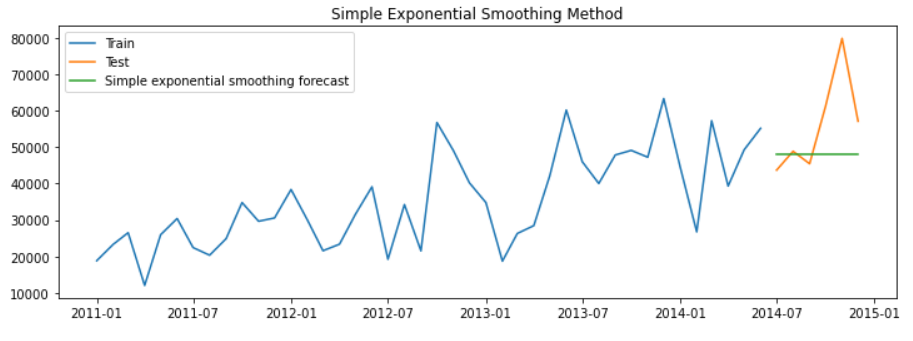 Simple Exponential Smoothing Method
Train
Test
Simple exponential smoothing forecast
80000
70000
60000
50000
40000
30000
20000
10000
2011-01 2011-07 2012-01 2012-07 2013-01 2013-07 2014-01 2014-07 2015-01